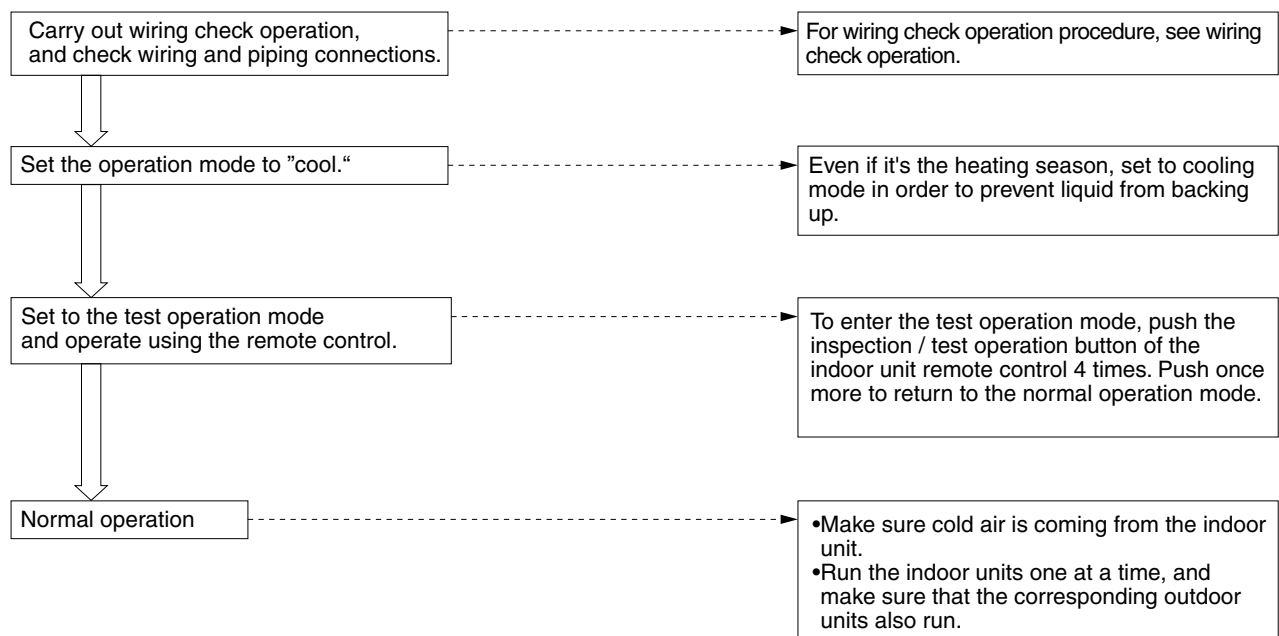 Carry out wiring check operation,
and check wiring and piping connections.
For wiring check operation procedure, see wiring
check operation.
Set the operation mode to ”cool.“
Even if it's the heating season, set to cooling
mode in order to prevent liquid from backing
up.
Set to the test operation mode
and operate using the remote control.
To enter the test operation mode, push the
inspection / test operation button of the
indoor unit remote control 4 times. Push once
more to return to the normal operation mode.
Normal operation
•Make sure cold air is coming from the indoor
unit.
•Run the indoor units one at a time, and
make sure that the corresponding outdoor
units also run.